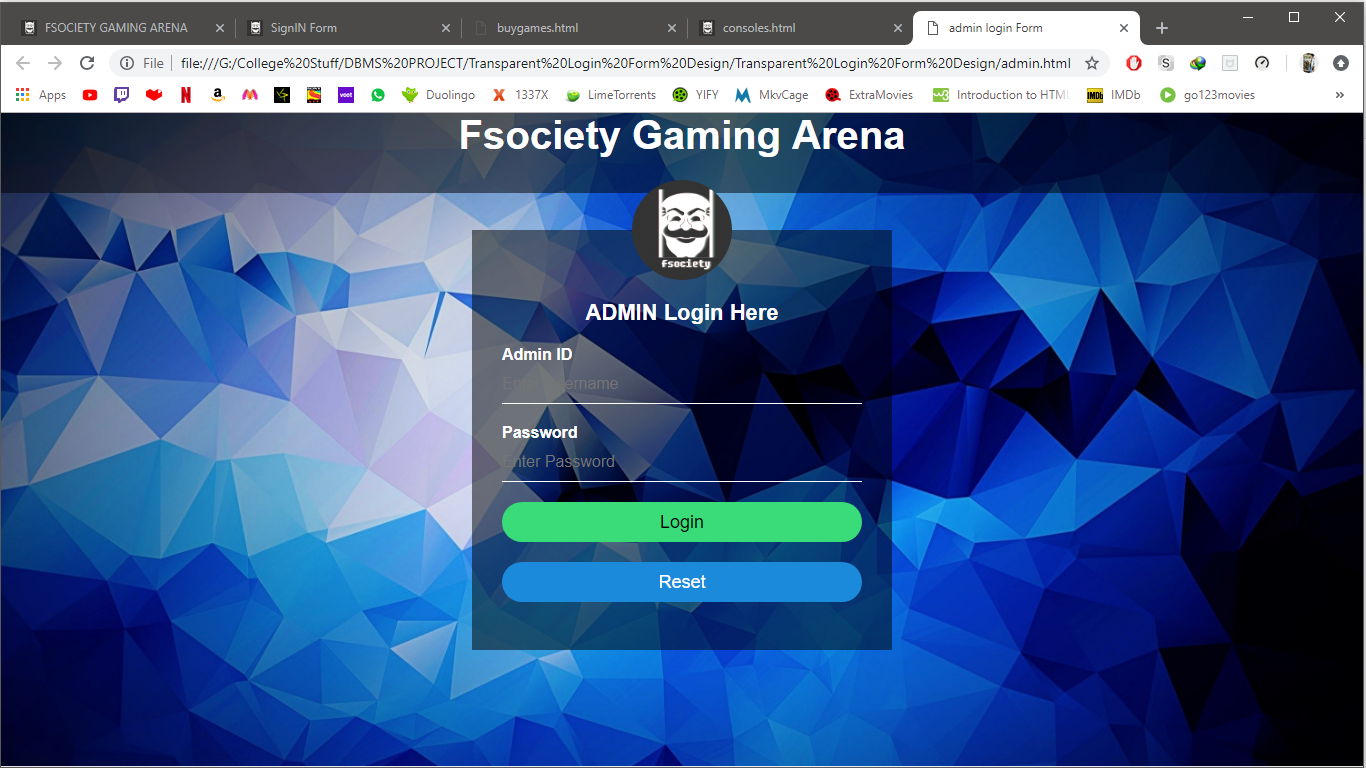 FSOCIETY GAMING ARENA
SignIN Form
buygames.html
consoles.html
admin login Form
File
file:///G:/College%20Stuff/DBMS%20PROJECT/Transparent%20Login%20Form%20Design/Transparent%20Login%20Form%20Design/admin.html
Apps
Duolingo
1337X
LimeTorrents
YIFY
MkvCage
ExtraMovies
Introduction to HTM
IMDb
go123movies
Fsociety Gaming Arena
fsociety
ADMIN Login Here
Admin ID
Enter Username
Password
Enter Password
Login
Reset